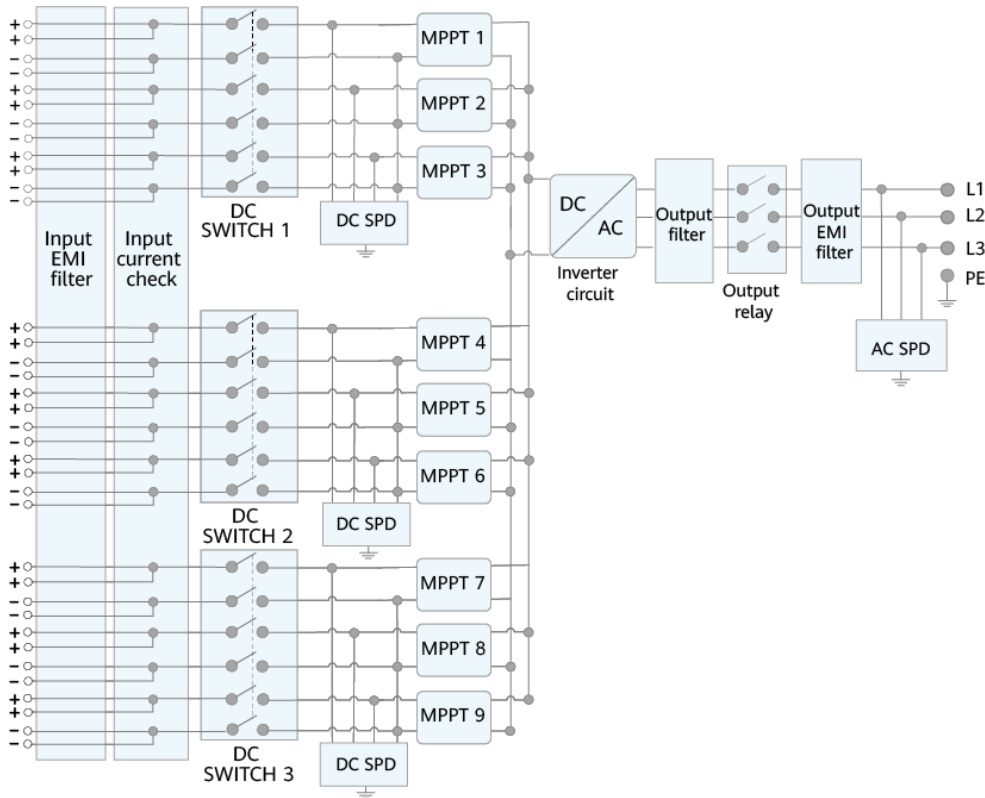 +
+
−
−
+
+
−
−
+
+
−
−
MPPT 1
MPPT 2
MPPT 3
DC
SWITCH 1
DC SPD
Input
EMI
filter
Input
current
check
DC
AC
Inverter
circuit
Output
filter
Output
relay
Output
EMI
filter
L1
L2
L3
PE
AC SPD
+
+
−
−
+
+
−
−
+
+
−
−
MPPT 4
MPPT 5
MPPT 6
DC
SWITCH 2
DC SPD
+
+
−
−
+
+
−
−
+
+
−
−
MPPT 7
MPPT 8
MPPT 9
DC
SWITCH 3
DC SPD